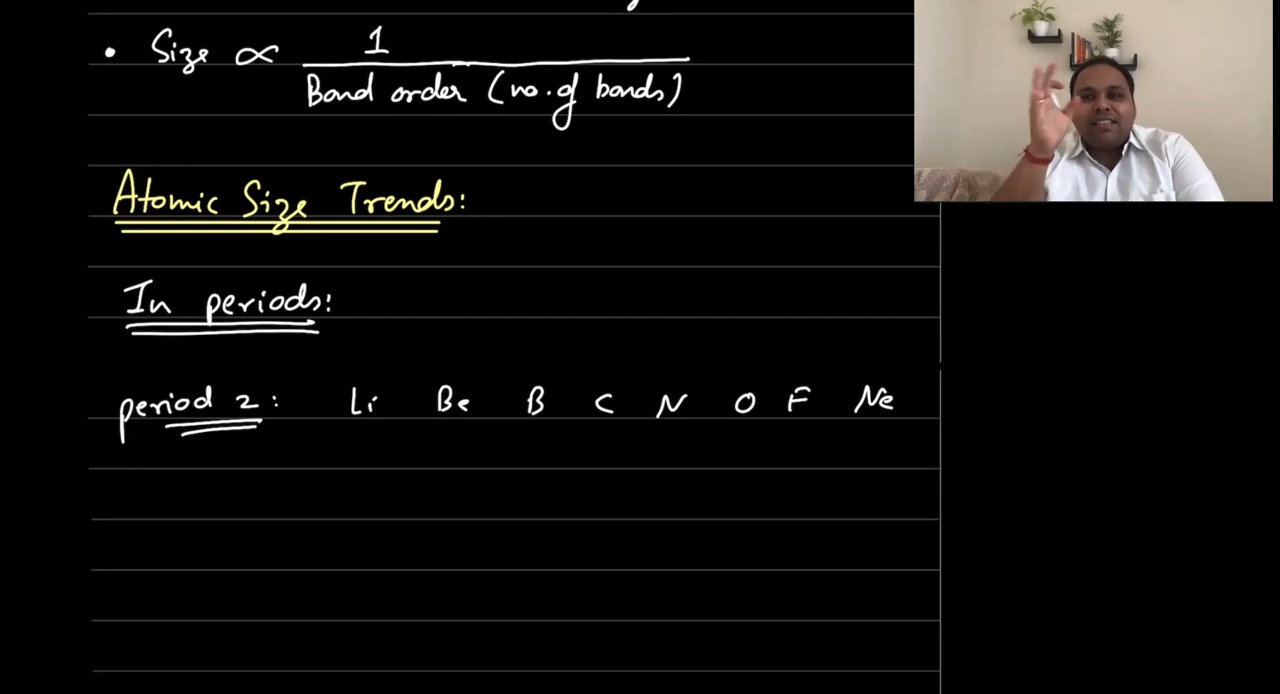 • Size ∝ 1 / Bond order (no. of bonds)
Atomic Size Trends:
In periods:
period 2: Li Be B C N O F Ne